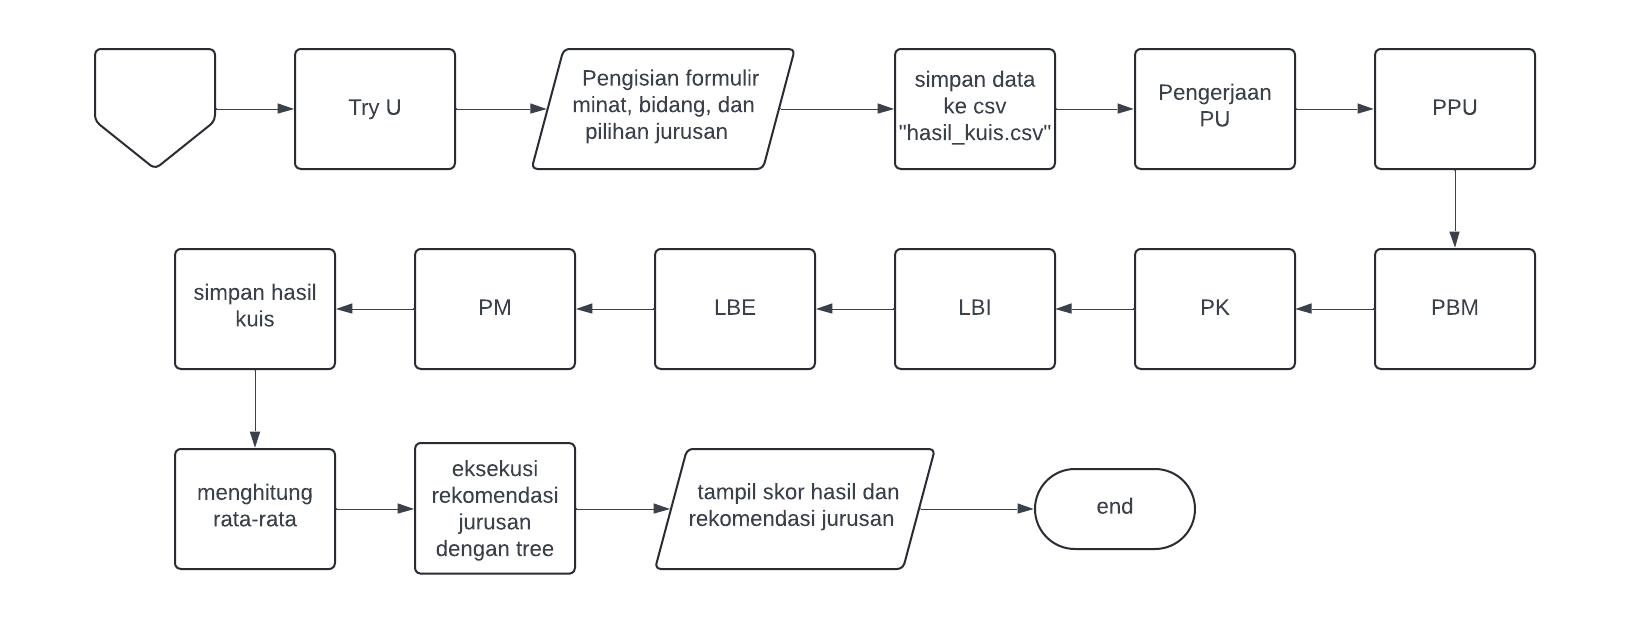 Try U
Pengisian formulir
minat, bidang, dan
pilihan jurusan
simpan data
ke csv
"hasil_kuis.csv"
Pengerjaan
PU
PPU
PBM
PK
LBI
LBE
PM
simpan hasil
kuis
menghitung
rata-rata
eksekusi
rekomendasi
jurusan
dengan tree
tampil skor hasil dan
rekomendasi jurusan
end